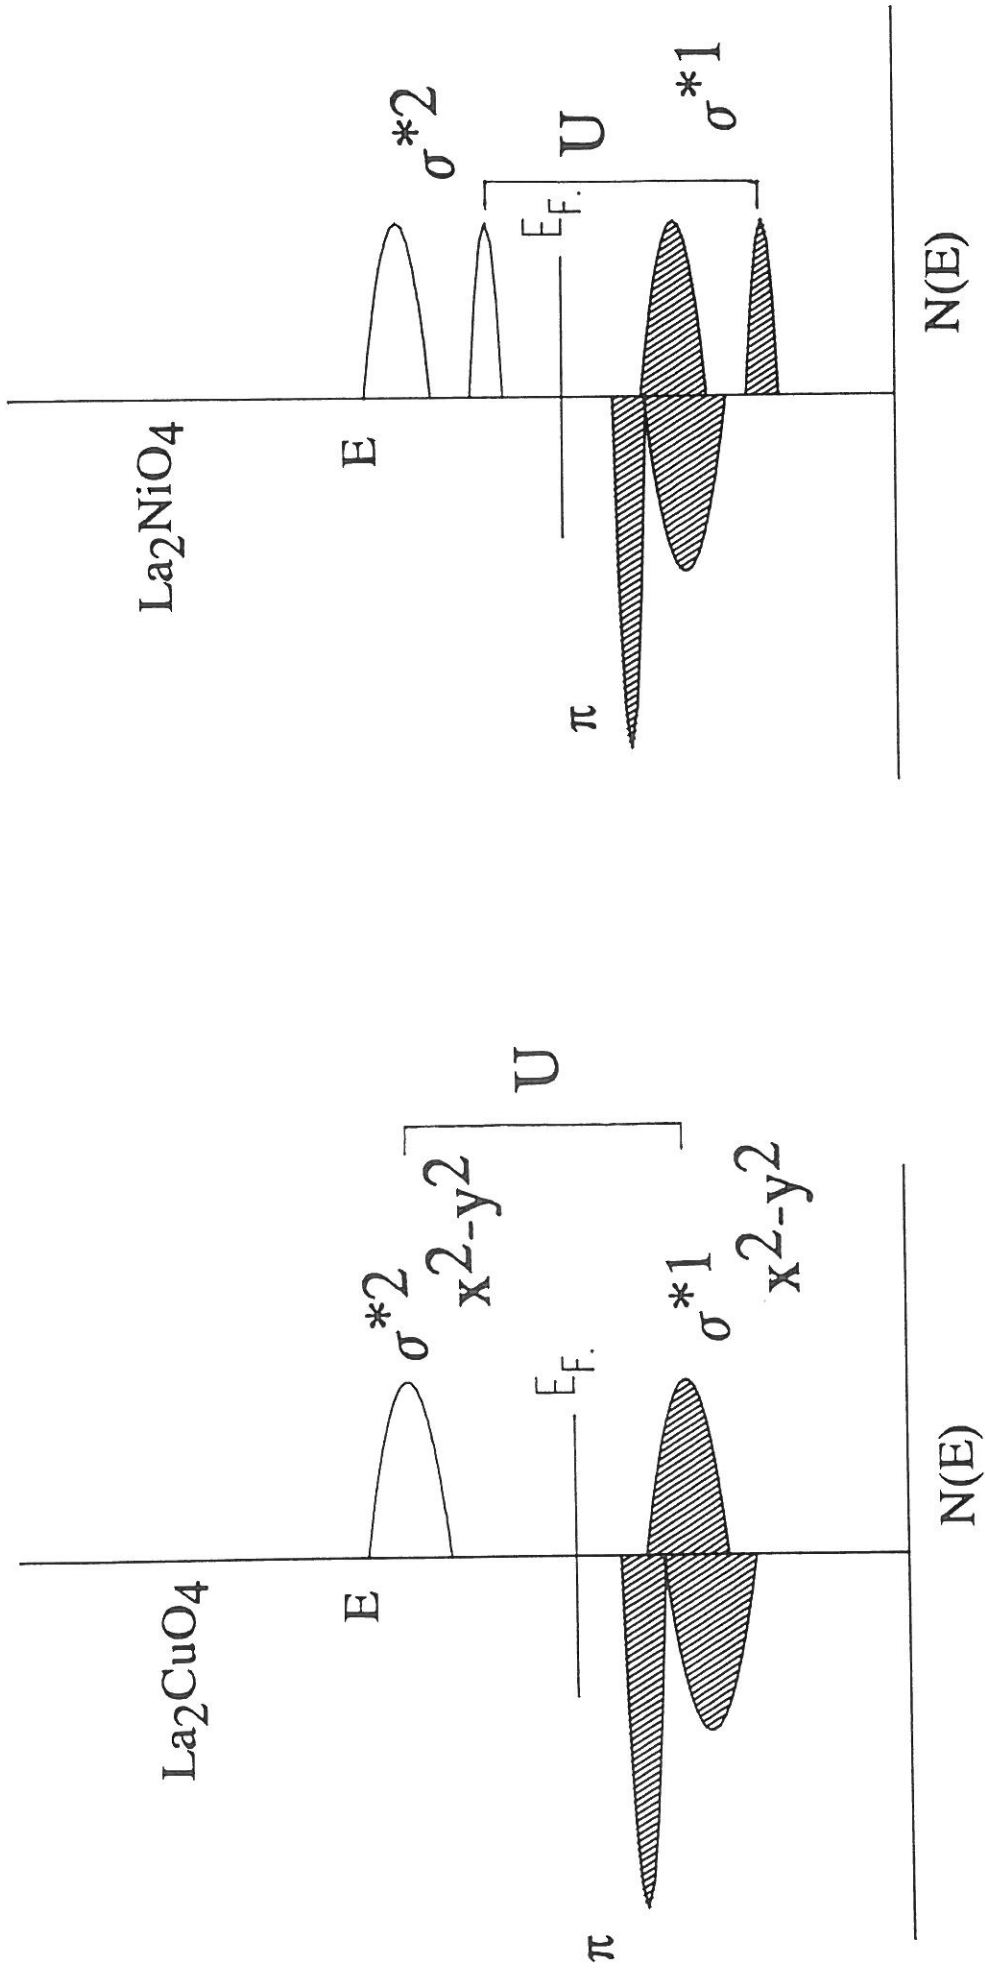 La2CuO4
E
σ*2
x2-y2
U
EF.
π
σ*1
x2-y2
N(E)
La2NiO4
E
σ*2
EF.
U
π
σ*1
N(E)